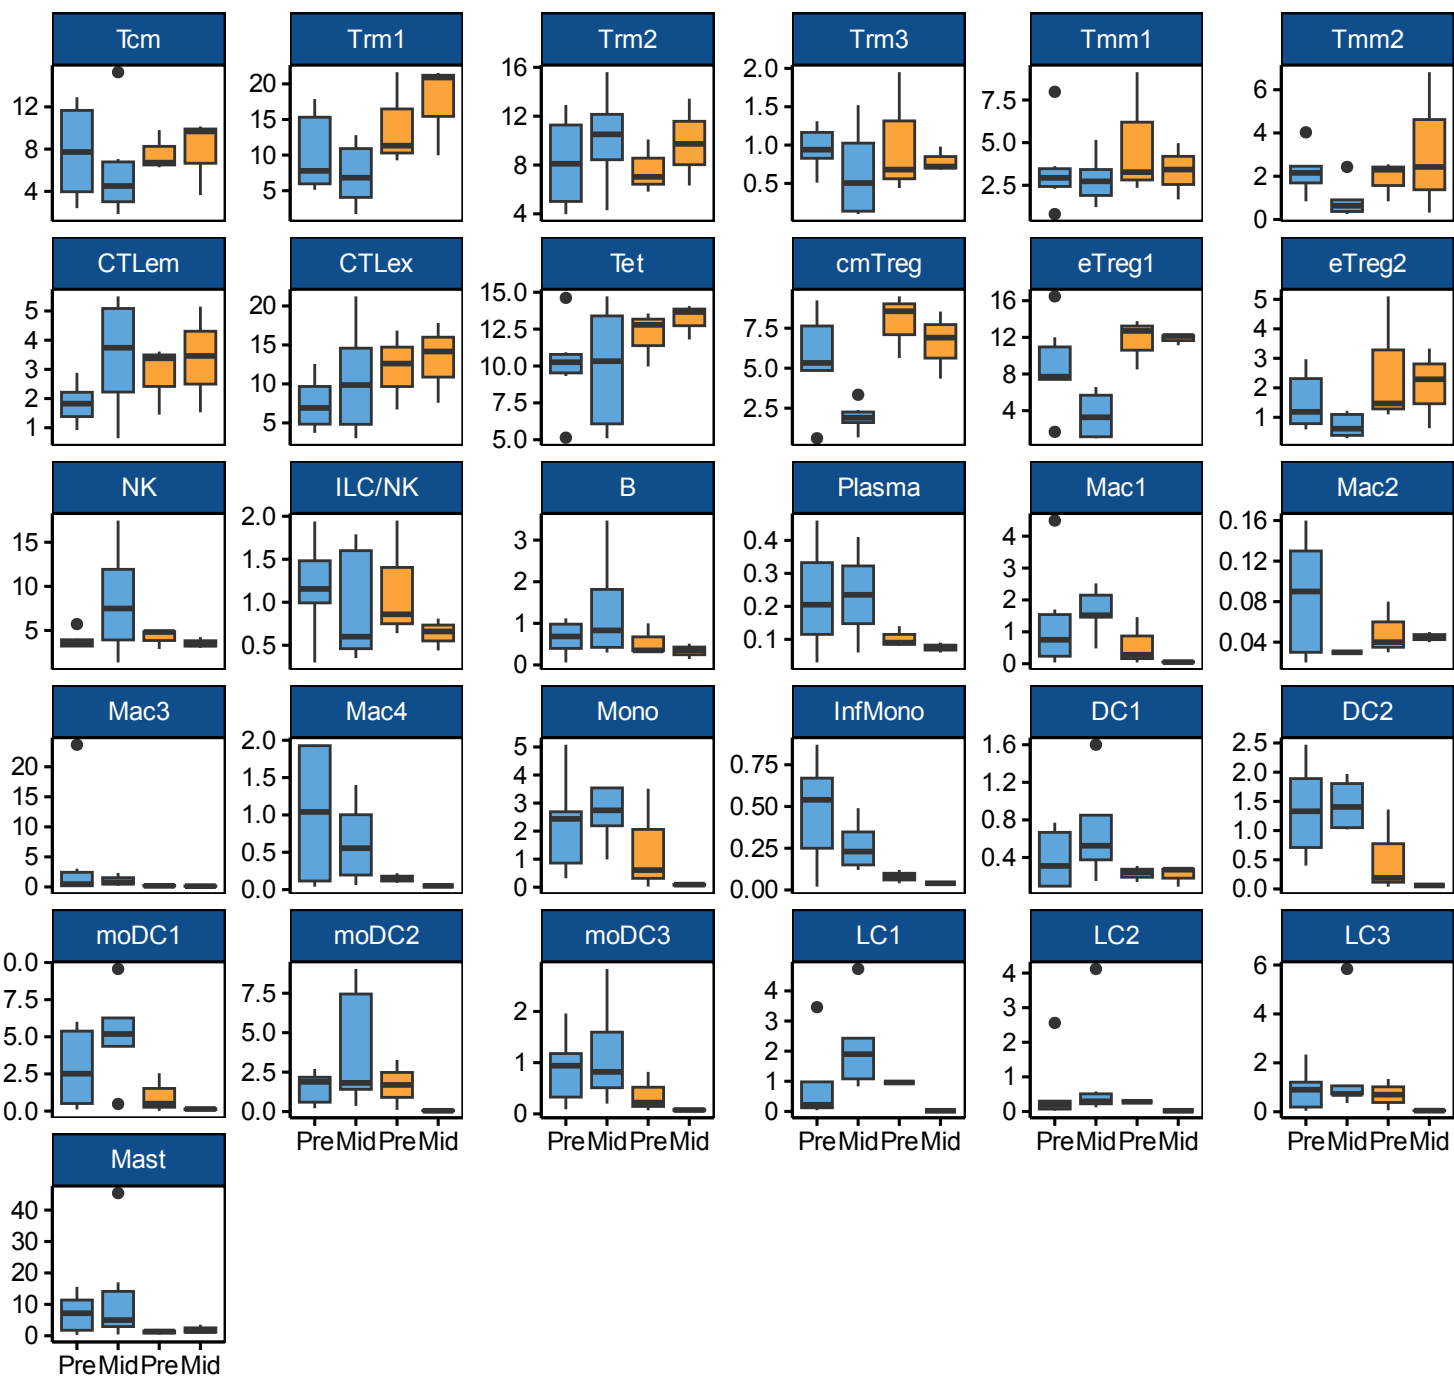 Tcm Trm1 Trm2 Trm3 Tmm1 Tmm2
12 8 4
20 15 10 5
16 12 8 4
2.0 1.5 1.0 0.5
7.5 5.0 2.5
6 4 2 0
CTLem CTLex Tet cmTreg eTreg1 eTreg2
5 4 3 2 1
20 15 10 5
15.0 12.5 10.0 7.5 5.0
7.5 5.0 2.5
16 12 8 4
5 4 3 2 1
NK ILC/NK B Plasma Mac1 Mac2
15 10 5
2.0 1.5 1.0 0.5
3 2 1 0
0.4 0.3 0.2 0.1
4 3 2 1 0
0.16 0.12 0.08 0.04
Mac3 Mac4 Mono InfMono DC1 DC2
20 15 10 5 0
2.0 1.5 1.0 0.5 0.0
5 4 3 2 1 0
0.75 0.50 0.25 0.00
1.6 1.2 0.8 0.4
2.5 2.0 1.5 1.0 0.5 0.0
moDC1 moDC2 moDC3 LC1 LC2 LC3
0.0 7.5 5.0 2.5 0.0
7.5 5.0 2.5 0.0
2 1 0
4 3 2 1 0
4 3 2 1 0
6 4 2 0
Pre Mid Pre Mid Pre Mid Pre Mid Pre Mid Pre Mid Pre Mid Pre Mid Pre Mid Pre Mid
Mast
40 30 20 10 0
Pre Mid Pre Mid